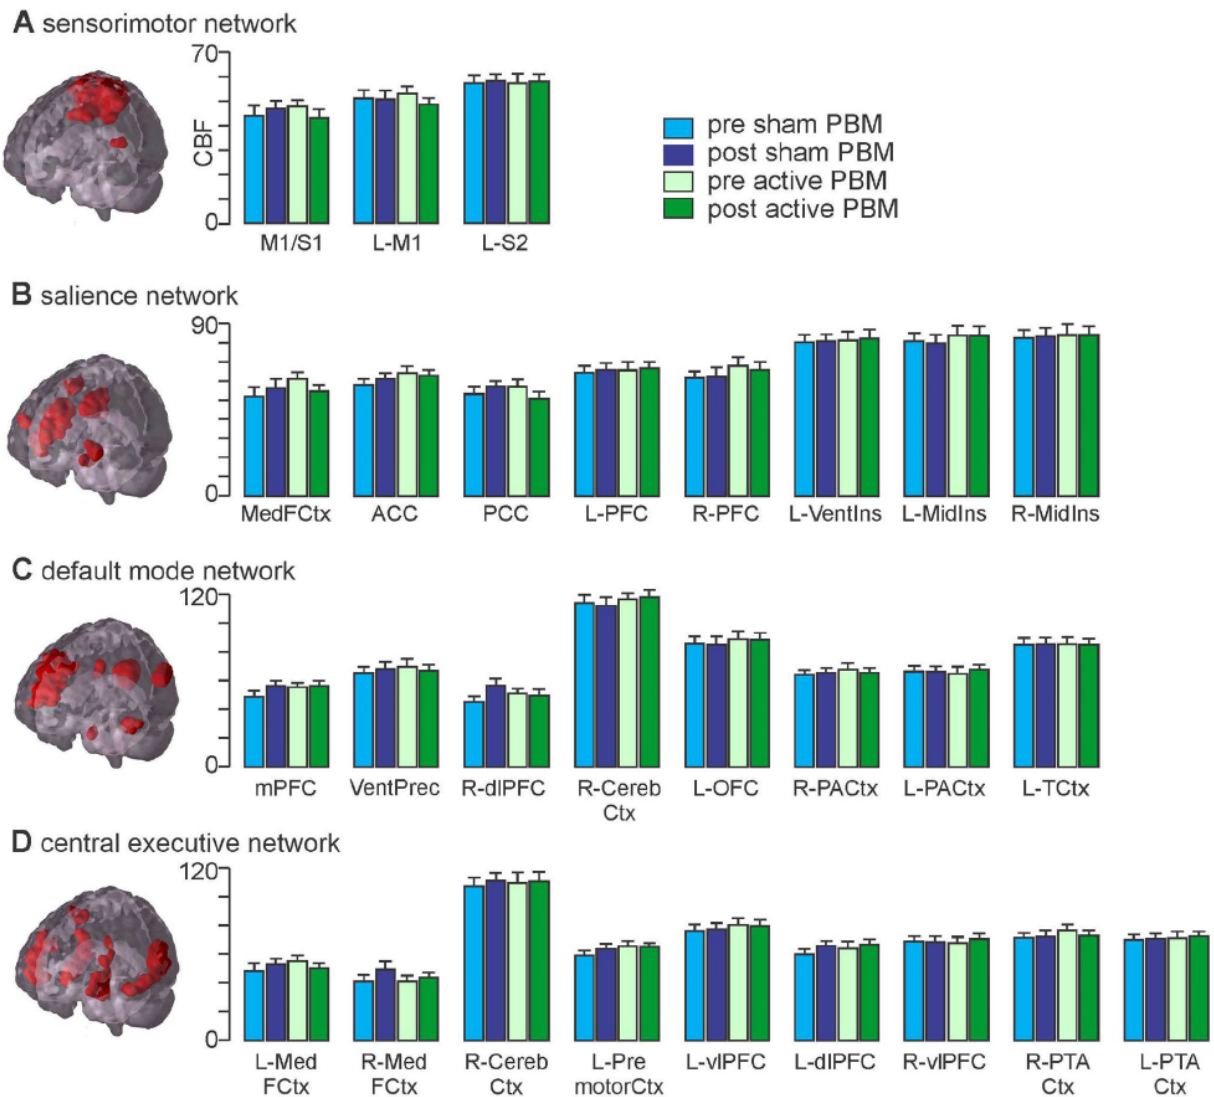 A sensorimotor network
70
CBF
0
M1/S1 L-M1 L-S2
pre sham PBM
post sham PBM
pre active PBM
post active PBM
B salience network
90
0
MedFCtx ACC PCC L-PFC R-PFC L-VentIns L-MidIns R-MidIns
C default mode network
120
0
mPFC VentPrec R-dlPFC R-Cereb L-OFC R-PACtx L-PACtx L-TCtx
Ctx
D central executive network
120
0
L-Med R-Med R-Cereb L-Pre L-vlPFC L-dlPFC R-vlPFC R-PTA L-PTA
FCtx FCtx Ctx motorCtx Ctx Ctx